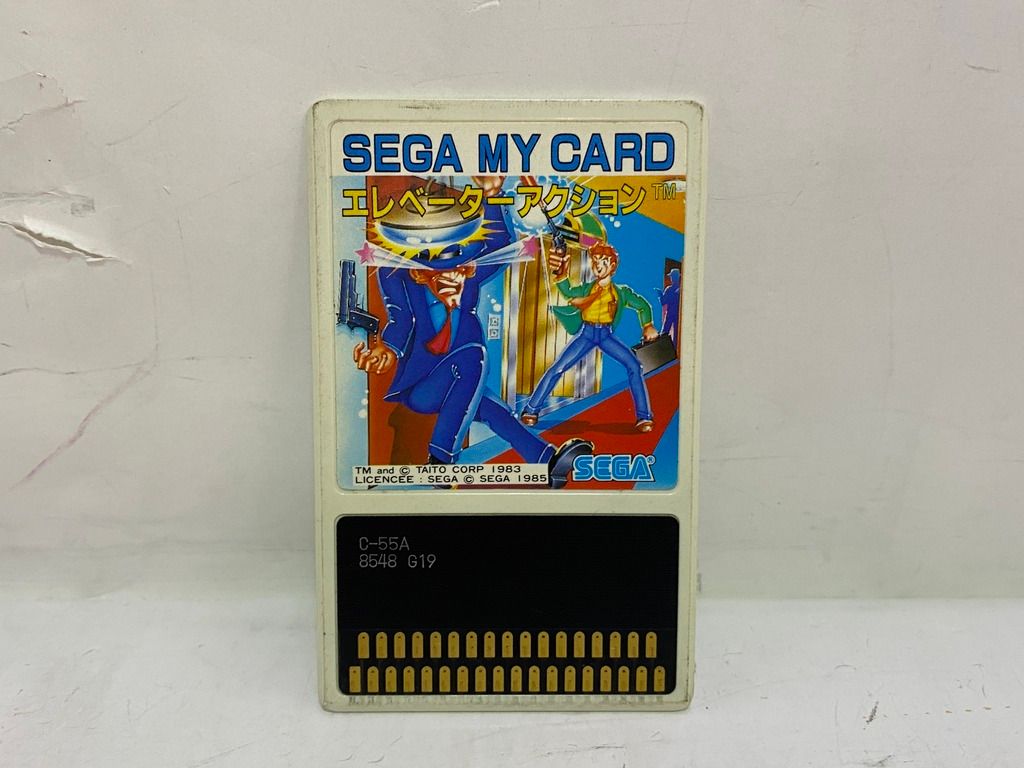 SEGA MY CARD
エレベーターアクション™
TM and © TAITO CORP 1983
LICENCEE : SEGA © SEGA 1985
SEGA®
C-55A
8548 G19